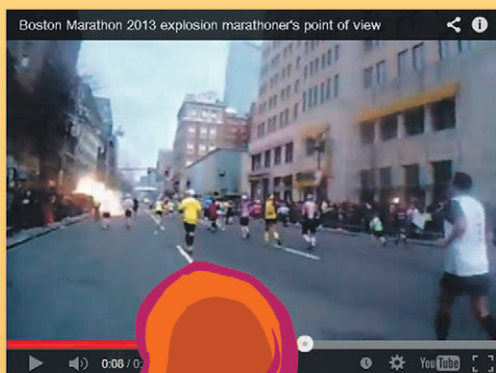 Boston Marathon 2013 explosion marathoner's point of view
0:08 / 0:
YouTube